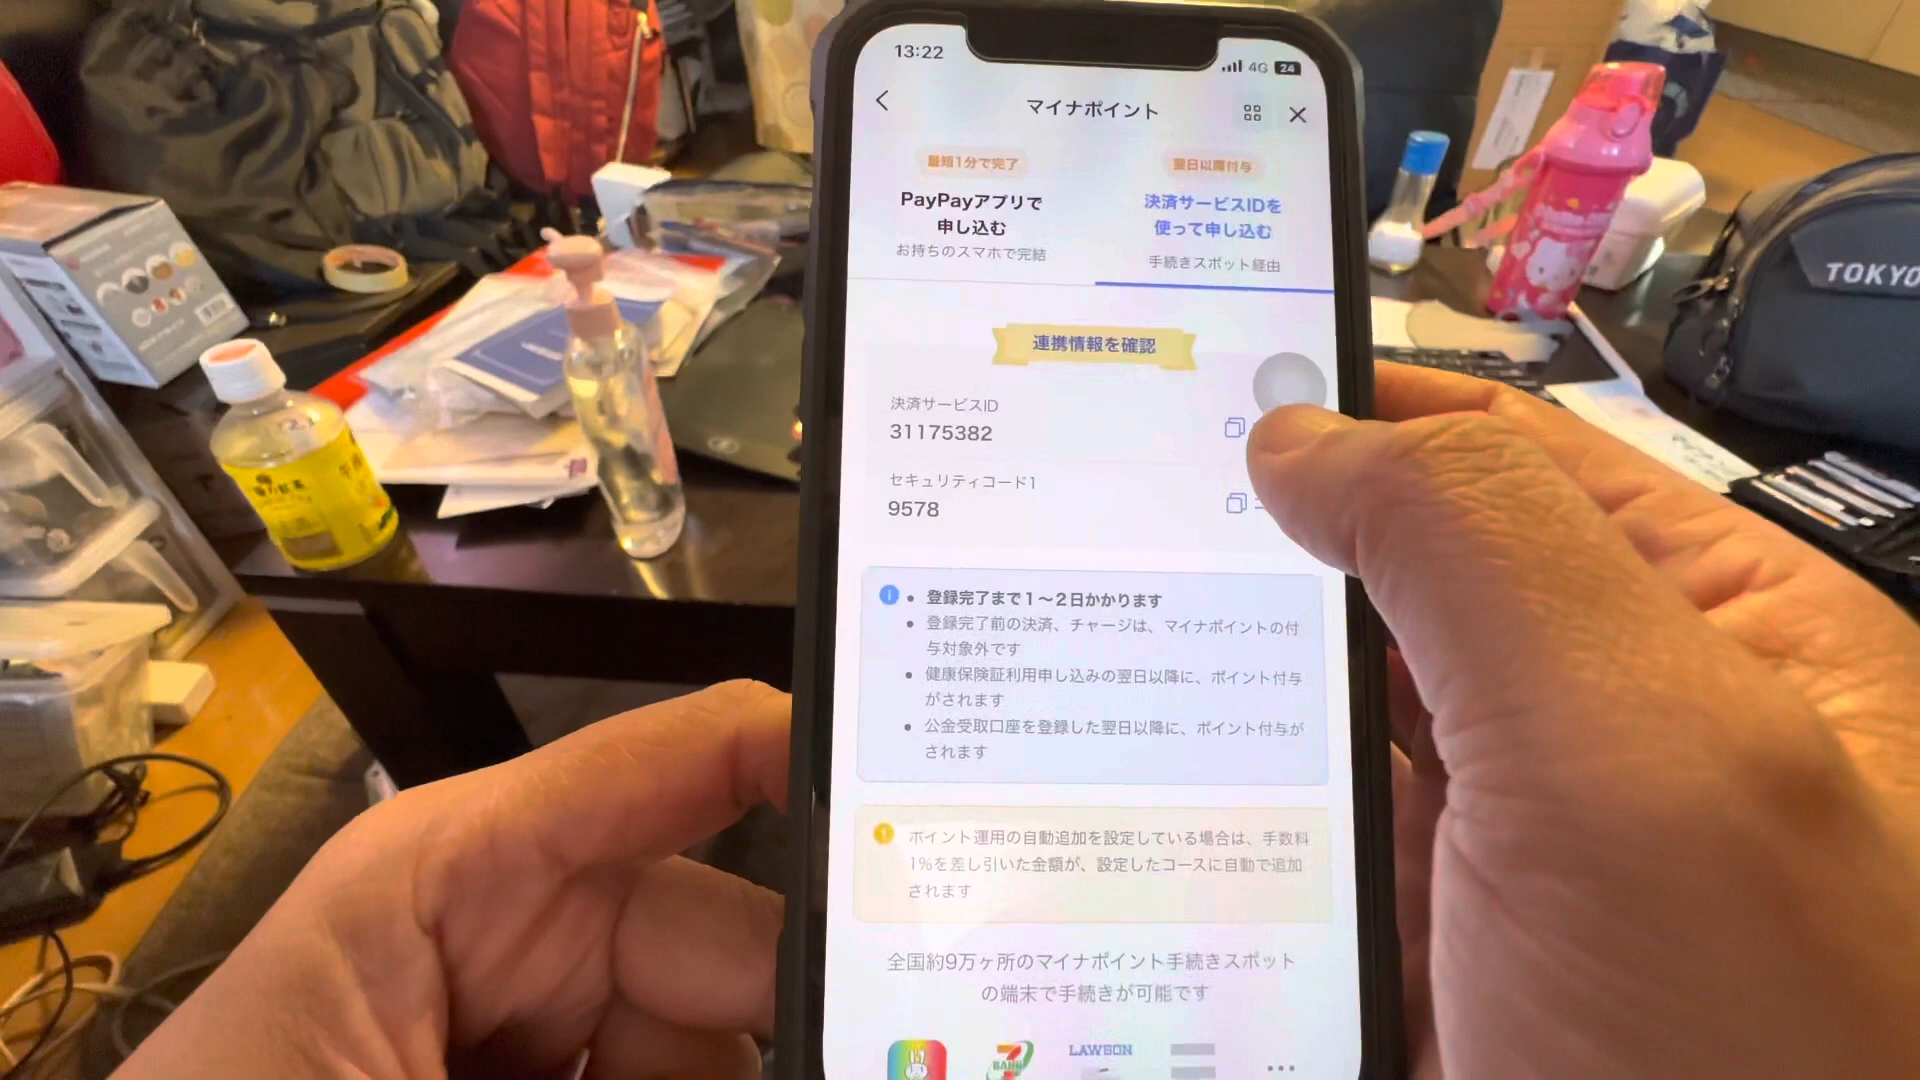 13:22
4G
24
マイナポイント
最短1分で完了
PayPayアプリで
申し込む
お持ちのスマホで完結
翌日以降付与
決済サービスIDを
使って申し込む
手続きスポット経由
連携情報を確認
決済サービスID
31175382
セキュリティコード1
9578
登録完了まで１〜２日かかります
登録完了前の決済、チャージは、マイナポイントの付
与対象外です
健康保険証利用申し込みの翌日以降に、ポイント付与
がされます
公金受取口座を登録した翌日以降に、ポイント付与が
されます
ポイント運用の自動追加を設定している場合は、手数料
1%を差し引いた金額が、設定したコースに自動で追加
されます
全国約9万ヶ所のマイナポイント手続きスポット
の端末で手続きが可能です
7
BANK
LAWSON
TOKYO